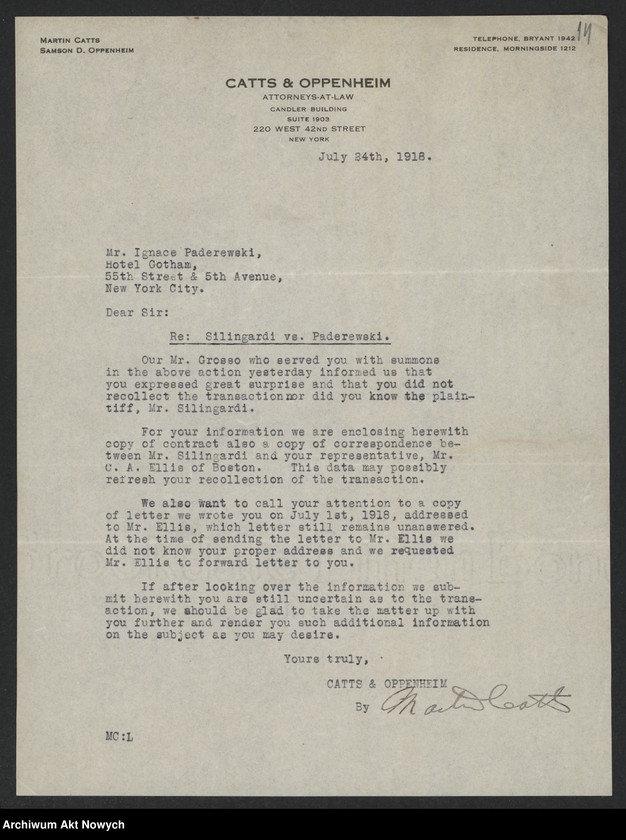 Martin Catts
Samson D. Oppenheim
Telephone, Bryant 1942
Residence, Morningside 1212
14
CATTS & OPPENHEIM
ATTORNEYS-AT-LAW
CANDLER BUILDING
SUITE 1903
220 WEST 42ND STREET
NEW YORK
July 24th, 1918.
Mr. Ignace Paderewski,
Hotel Gotham,
55th Street & 5th Avenue,
New York City.
Dear Sir:
Re: Silingardi vs. Paderewski.
Our Mr. Grosso who served you with summons
in the above action yesterday informed us that
you expressed great surprise and that you did not
recollect the transaction nor did you know the plain-
tiff, Mr. Silingardi.
For your information we are enclosing herewith
copy of contract also a copy of correspondence be-
tween Mr. Silingardi and your representative, Mr.
C. A. Ellis of Boston. This data may possibly
refresh your recollection of the transaction.
We also want to call your attention to a copy
of letter we wrote you on July 1st, 1918, addressed
to Mr. Ellis, which letter still remains unanswered.
At the time of sending the letter to Mr. Ellis we
did not know your proper address and we requested
Mr. Ellis to forward letter to you.
If after looking over the information we sub-
mit herewith you are still uncertain as to the trans-
action, we should be glad to take the matter up with
you further and render you such additional information
on the subject as you may desire.
Yours truly,
CATTS & OPPENHEIM
By Martin Catts
MC:L
Archiwum Akt Nowych